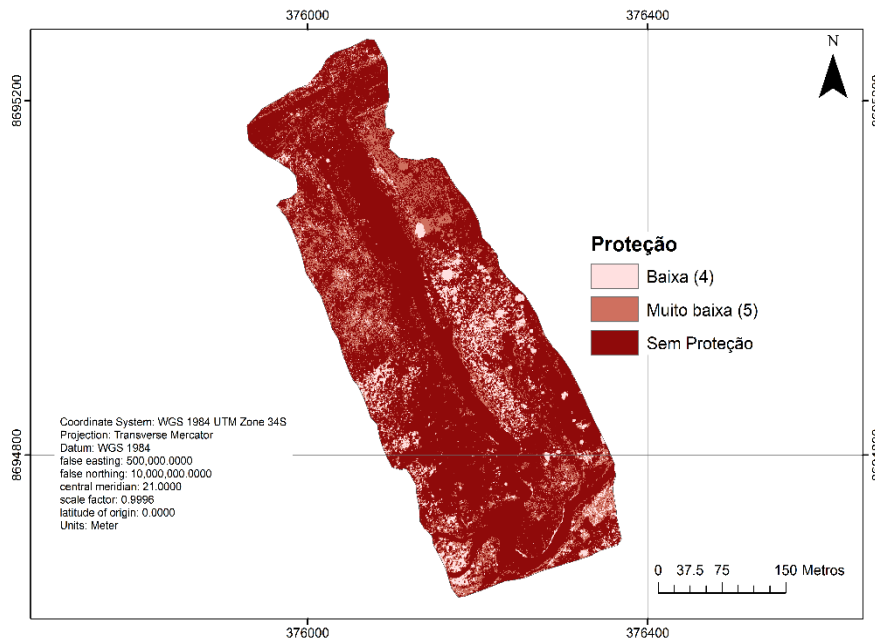 376000 376400
N
8695200 8695200
Proteção
Baixa (4)
Muito baixa (5)
Sem Proteção
Coordinate System: WGS 1984 UTM Zone 34S
Projection: Transverse Mercator
Datum: WGS 1984
false easting: 500,000.0000
false northing: 10,000,000.0000
central meridian: 21.0000
scale factor: 0.9996
latitude of origin: 0.0000
Units: Meter
8694800 8694800
0 37.5 75 150 Metros
376000 376400